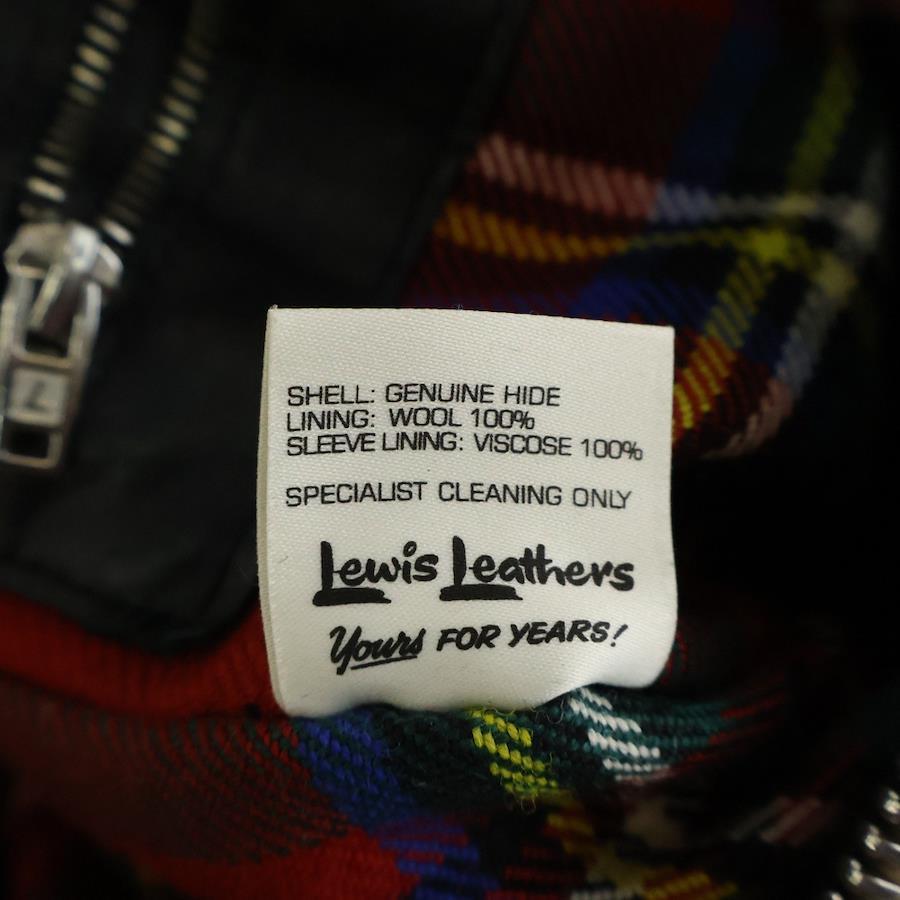 SHELL: GENUINE HIDE
LINING: WOOL 100%
SLEEVE LINING: VISCOSE 100%
SPECIALIST CLEANING ONLY
Lewis Leathers
Yours FOR YEARS!